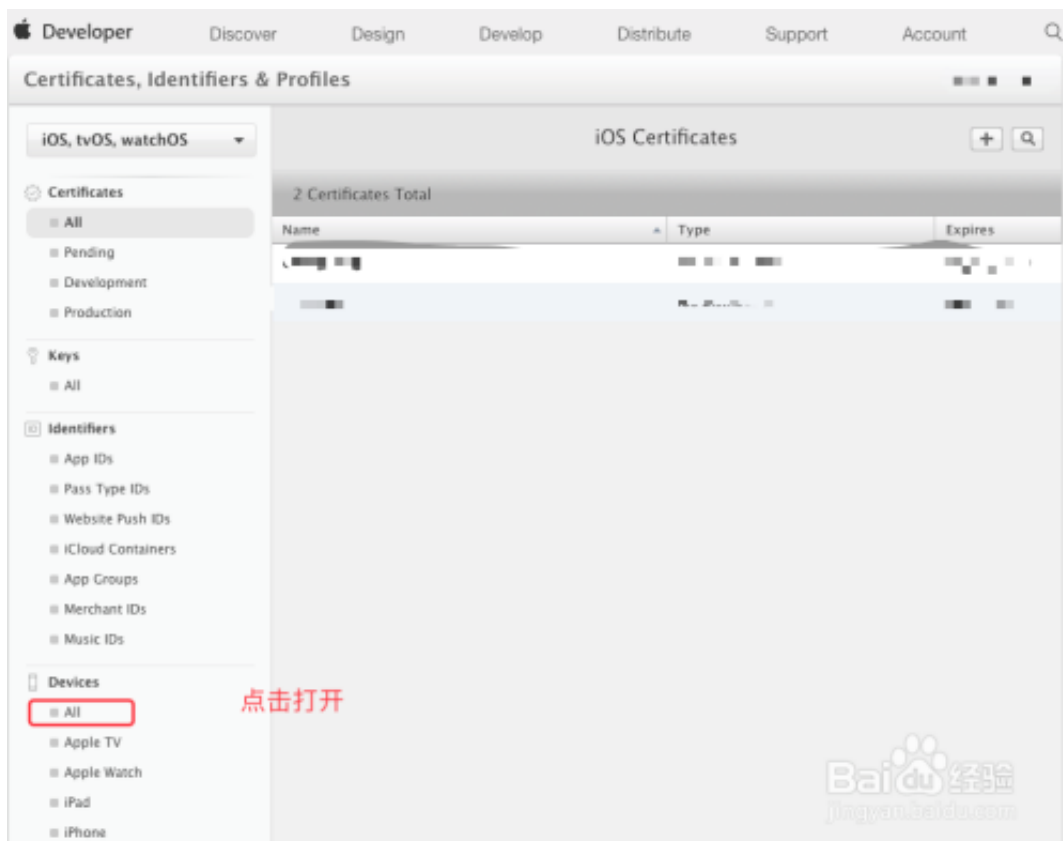 Developer Discover Design Develop Distribute Support Account
Certificates, Identifiers & Profiles
iOS, tvOS, watchOS
iOS Certificates
Certificates
2 Certificates Total
All
Name Type Expires
Pending
Development
Production
Keys
All
Identifiers
App IDs
Pass Type IDs
Website Push IDs
iCloud Containers
App Groups
Merchant IDs
Music IDs
Devices
点击打开
All
Apple TV
Apple Watch
iPad
iPhone
Baidu经验
jingyan.baidu.com